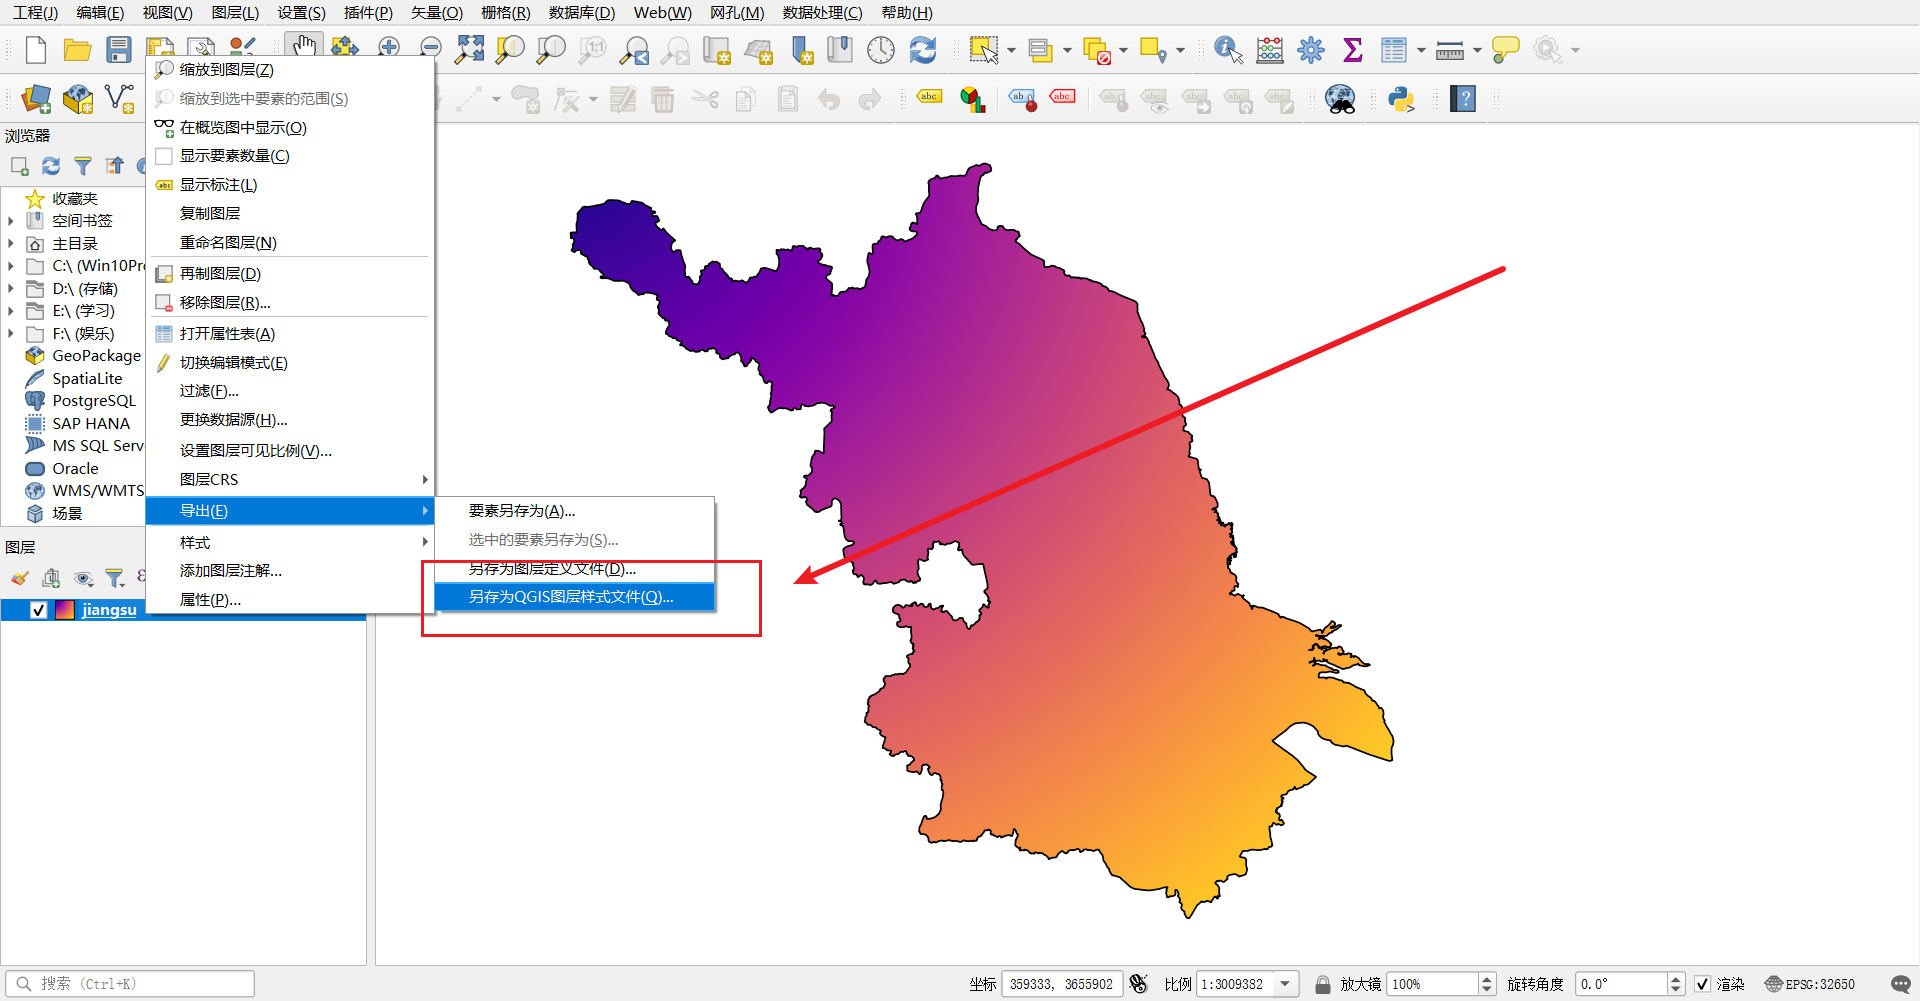 工程(J) 编辑(E) 视图(V) 图层(L) 设置(S) 插件(P) 矢量(O) 栅格(R) 数据库(D) Web(W) 网孔(M) 数据处理(C) 帮助(H)
缩放到图层(Z)
缩放到选中要素的范围(S)
在概览图中显示(O)
显示要素数量(C)
显示标注(L)
复制图层
重命名图层(N)
再制图层(D)
移除图层(R)...
打开属性表(A)
切换编辑模式(E)
过滤(F)...
更换数据源(H)...
设置图层可见比例(V)...
图层CRS
导出(E)
样式
添加图层注解...
属性(P)...
要素另存为(A)...
选中的要素另存为(S)...
另存为图层定义文件(D)...
另存为QGIS图层样式文件(Q)...
浏览器
收藏夹
空间书签
主目录
C:\ (Win10Pr
D:\ (存储)
E:\ (学习)
F:\ (娱乐)
GeoPackage
SpatiaLite
PostgreSQL
SAP HANA
MS SQL Serv
Oracle
WMS/WMTS
场景
图层
jiangsu
搜索 (Ctrl+K)
坐标 359333, 3655902 比例 1:3009382 放大镜 100% 旋转角度 0.0° 渲染 EPSG:32650